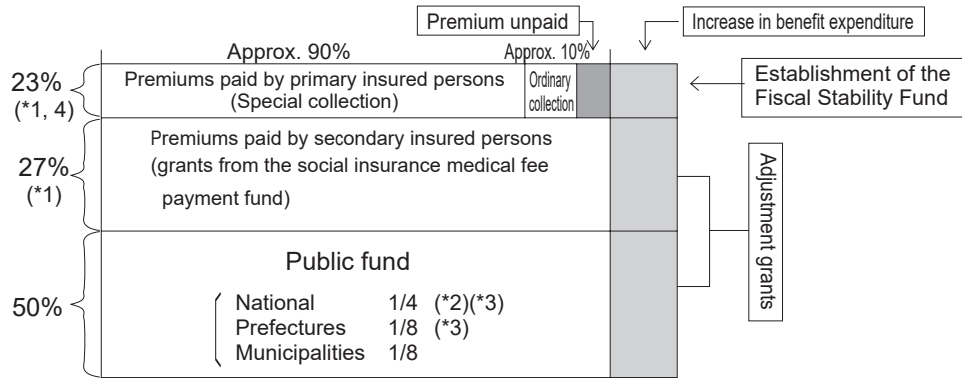 Premium unpaid
Increase in benefit expenditure
Approx. 90%
Approx. 10%
23%
(*1, 4)
Premiums paid by primary insured persons
(Special collection)
Ordinary
collection
Establishment of the
Fiscal Stability Fund
27%
(*1)
Premiums paid by secondary insured persons
(grants from the social insurance medical fee
payment fund)
Adjustment grants
50%
Public fund
National 1/4 (*2)(*3)
Prefectures 1/8 (*3)
Municipalities 1/8